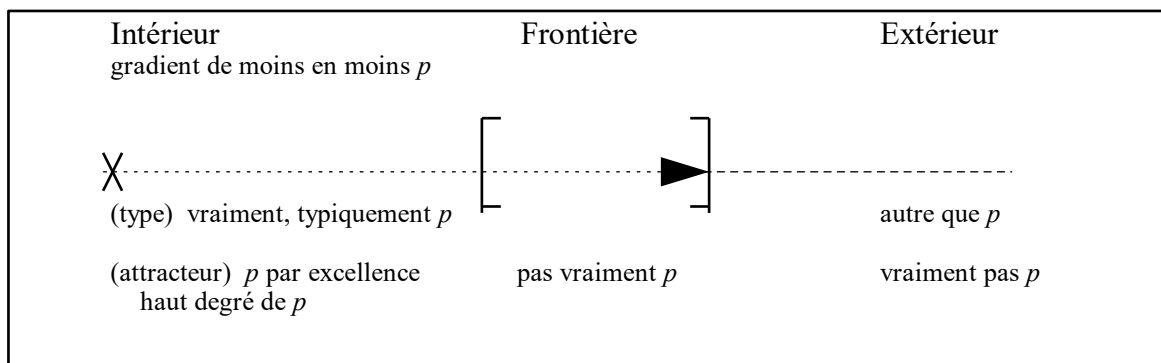 Intérieur Frontière Extérieur
gradient de moins en moins p
(type) vraiment, typiquement p autre que p
(attracteur) p par excellence pas vraiment p vraiment pas p
haut degré de p